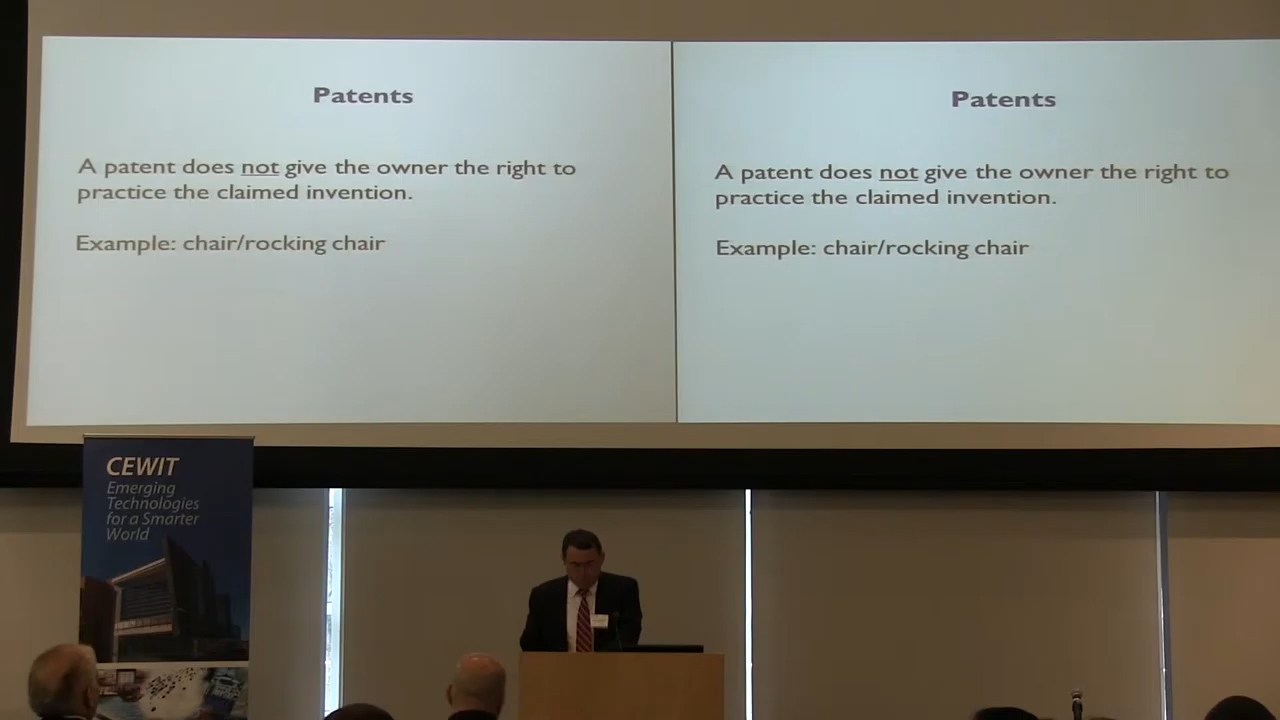 Patents
A patent does not give the owner the right to
practice the claimed invention.
Example: chair/rocking chair
Patents
A patent does not give the owner the right to
practice the claimed invention.
Example: chair/rocking chair
CEWIT
Emerging
Technologies
for a Smarter
World